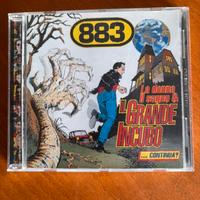 883
La donna
il sogno &
IL GRANDE
INCUBO
...CONTINUA?